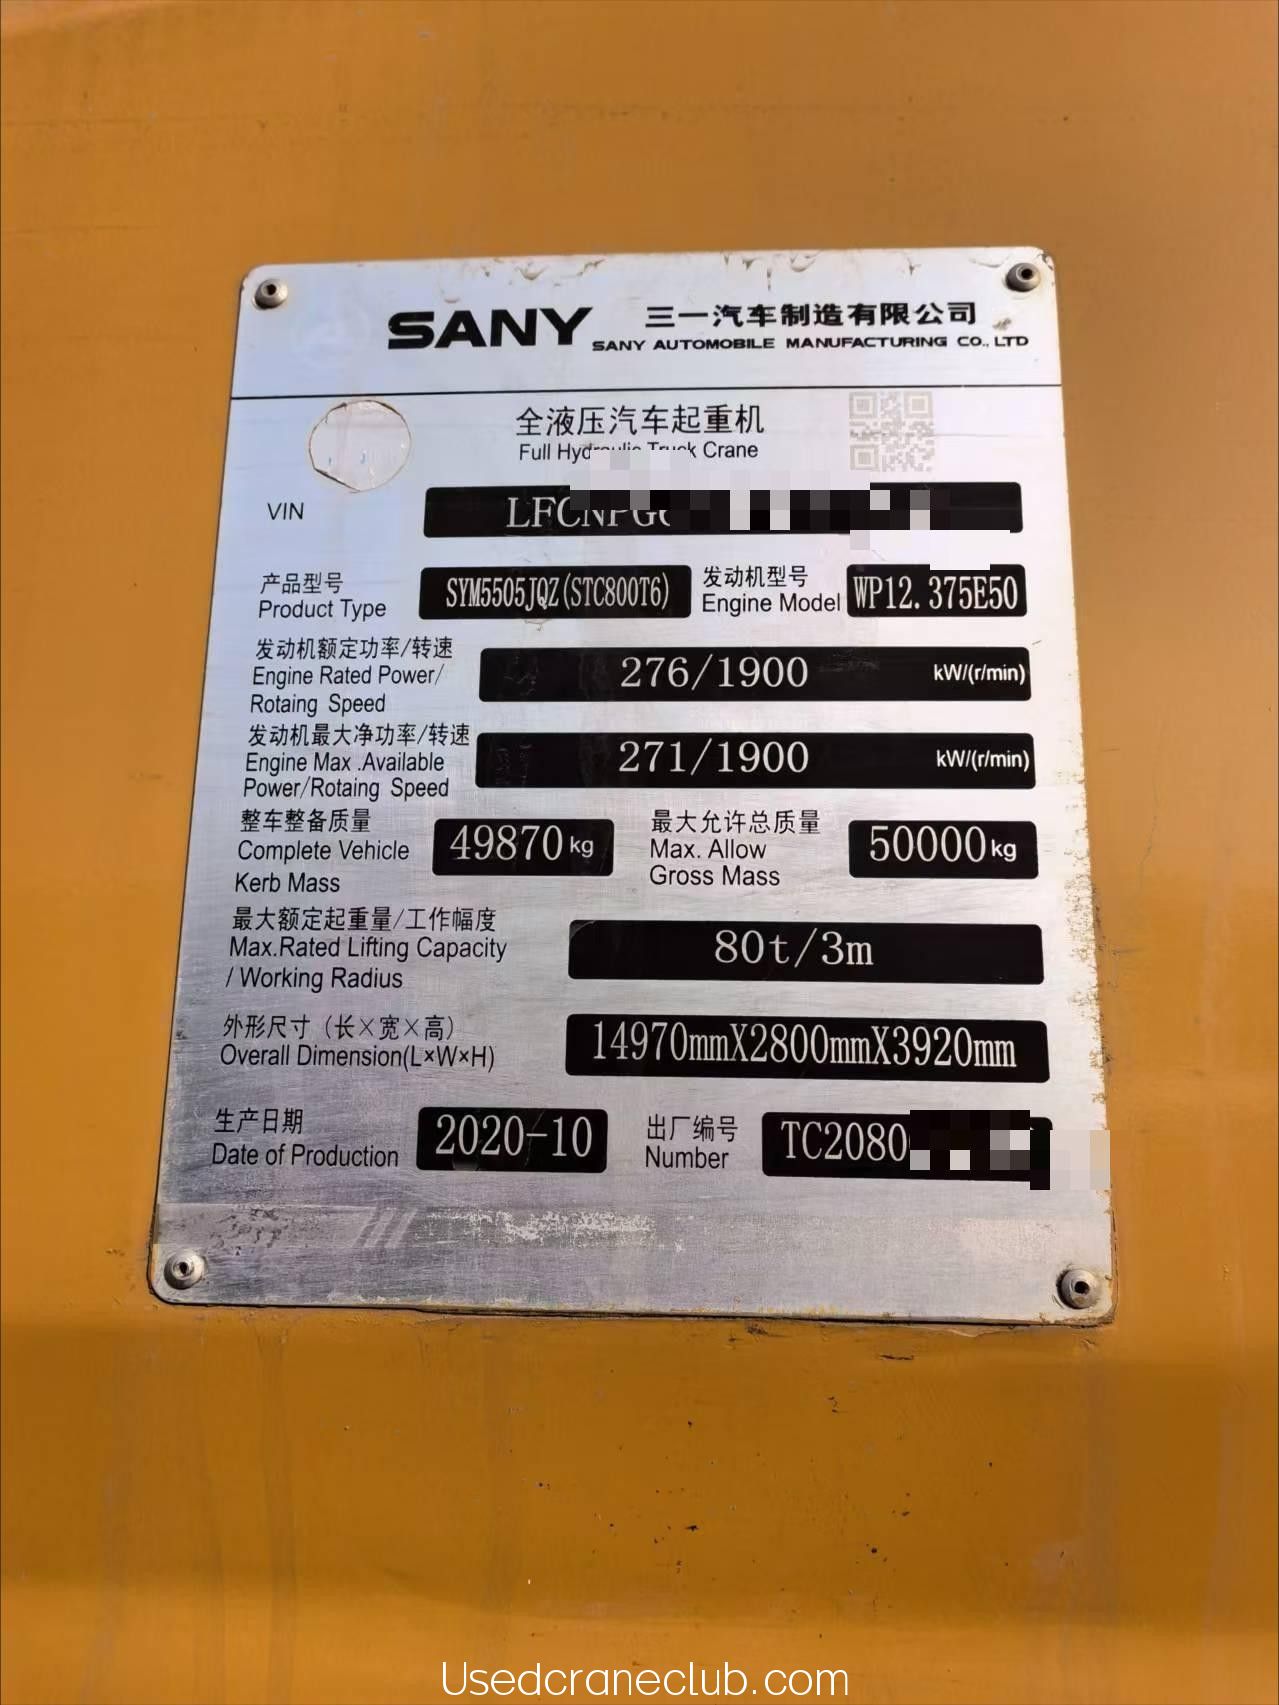 SANY 三一汽车制造有限公司
SANY AUTOMOBILE MANUFACTURING CO., LTD
全液压汽车起重机
Full Hydraulic Truck Crane
VIN LFCNPG
产品型号 SYM5505JQZ(STC800T6) 发动机型号 WP12.375E50
Product Type Engine Model
发动机额定功率/转速
Engine Rated Power/ 276/1900 kW/(r/min)
Rotaing Speed
发动机最大净功率/转速
Engine Max .Available 271/1900 kW/(r/min)
Power/Rotaing Speed
整车整备质量 最大允许总质量
Complete Vehicle 49870kg Max. Allow 50000kg
Kerb Mass Gross Mass
最大额定起重量/工作幅度
Max.Rated Lifting Capacity 80t/3m
/ Working Radius
外形尺寸（长×宽×高）
Overall Dimension(L×W×H) 14970mmX2800mmX3920mm
生产日期 2020-10 出厂编号 TC2080
Date of Production Number
Usedcraneclub.com